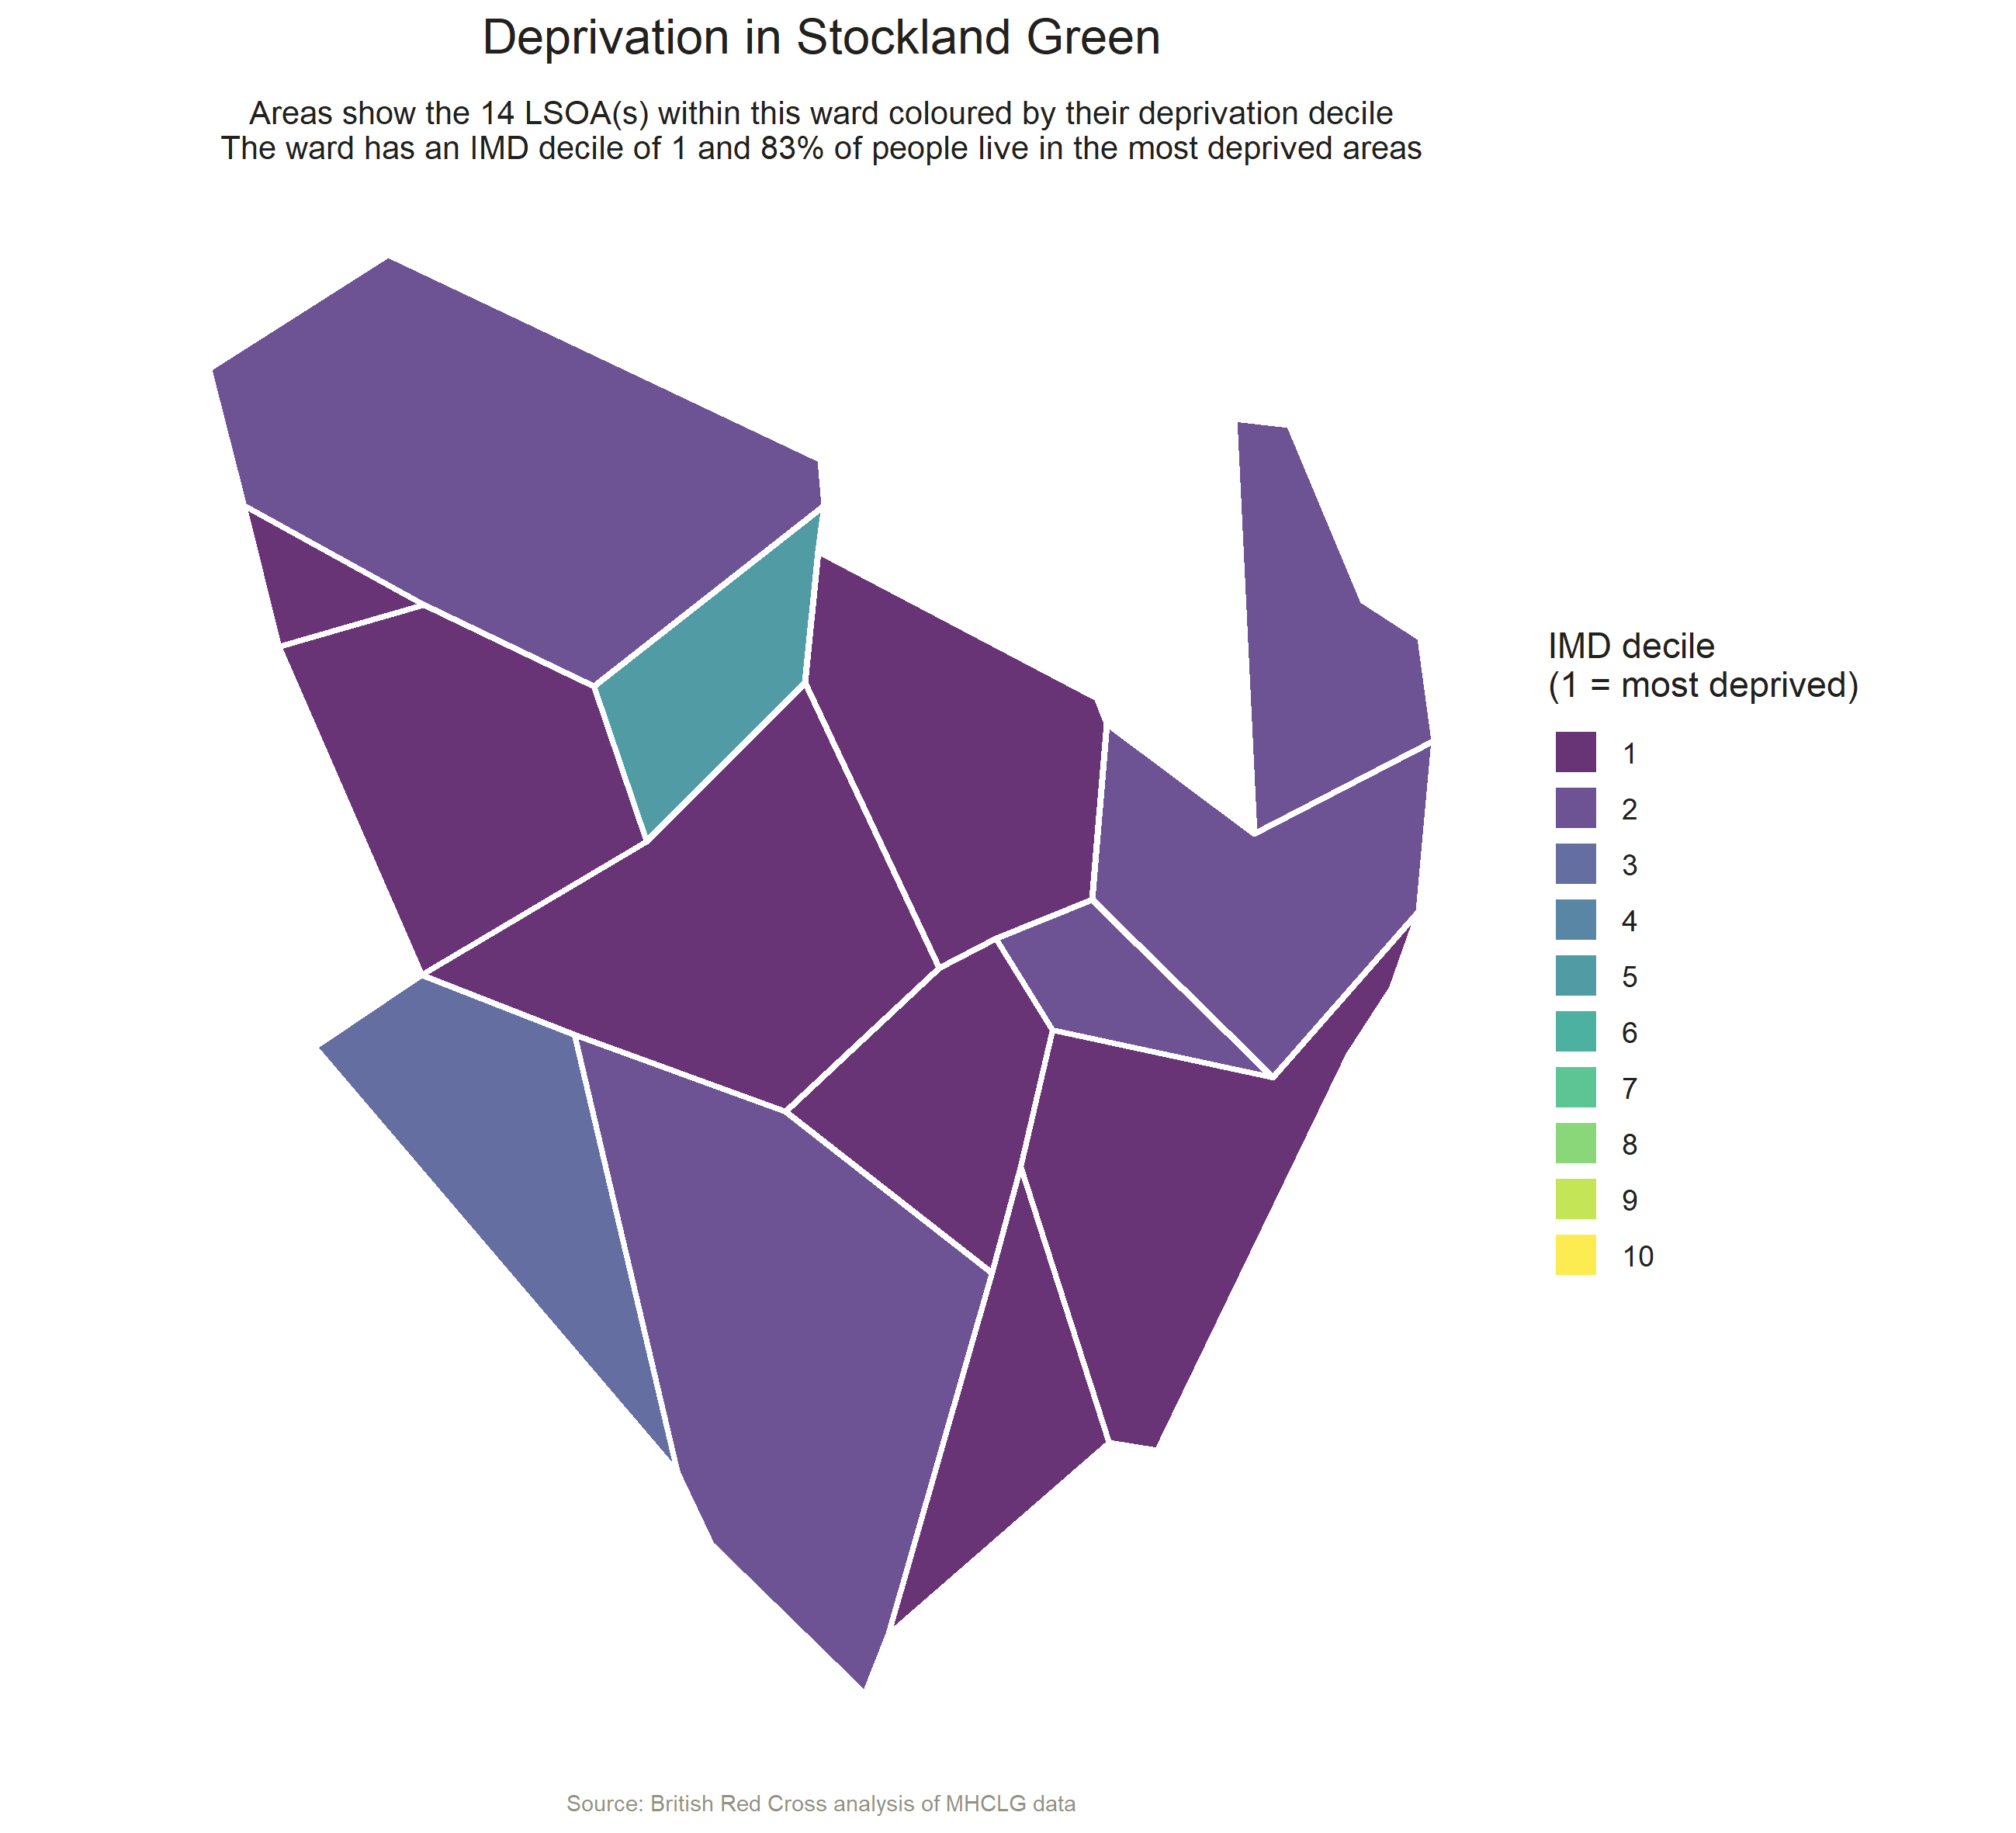 Deprivation in Stockland Green
Areas show the 14 LSOA(s) within this ward coloured by their deprivation decile
The ward has an IMD decile of 1 and 83% of people live in the most deprived areas
IMD decile
(1 = most deprived)
1
2
3
4
5
6
7
8
9
10
Source: British Red Cross analysis of MHCLG data